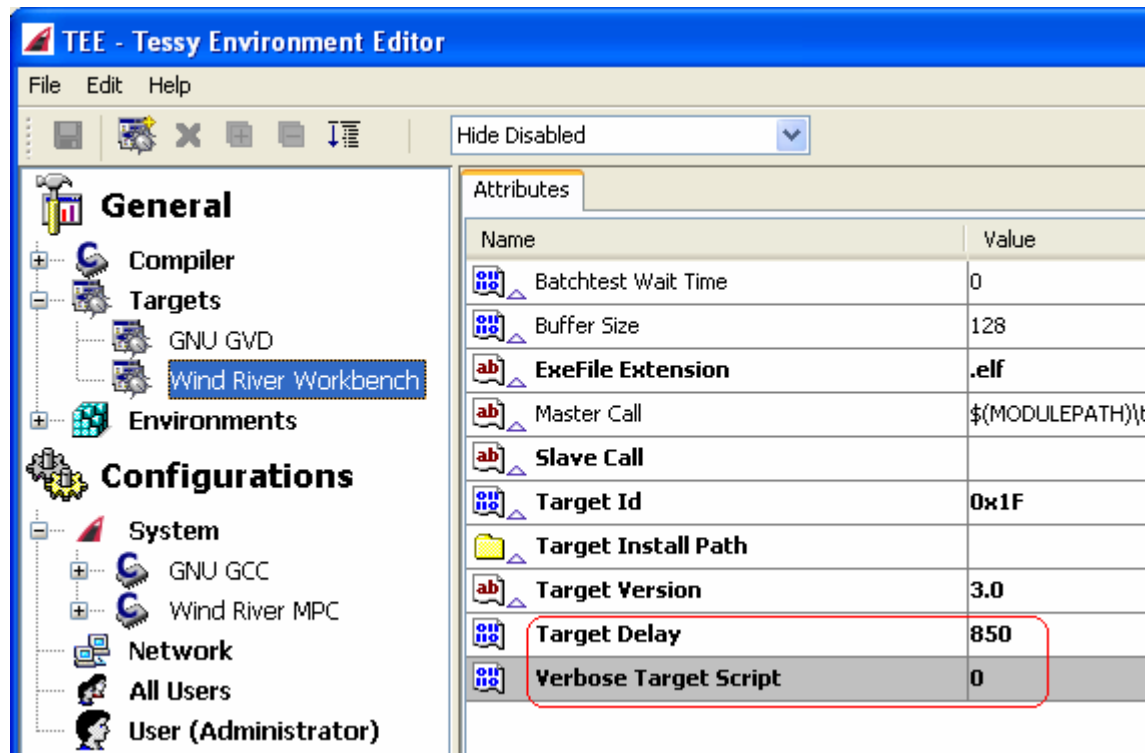 TEE - Tessy Environment Editor
File Edit Help
Hide Disabled
General
Compiler
Targets
GNU GVD
Wind River Workbench
Environments
Configurations
System
GNU GCC
Wind River MPC
Network
All Users
User (Administrator)
Attributes
Name Value
Batchtest Wait Time 0
Buffer Size 128
ExeFile Extension .elf
Master Call $(MODULEPATH)\t
Slave Call
Target Id 0x1F
Target Install Path
Target Version 3.0
Target Delay 850
Verbose Target Script 0